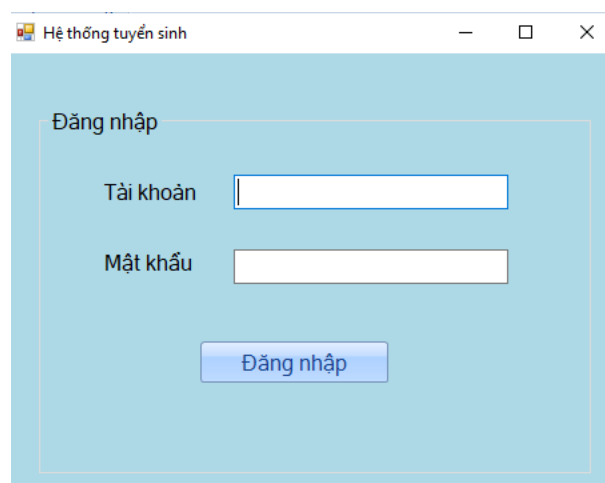 Hệ thống tuyển sinh
Đăng nhập
Tài khoản
Mật khẩu
Đăng nhập